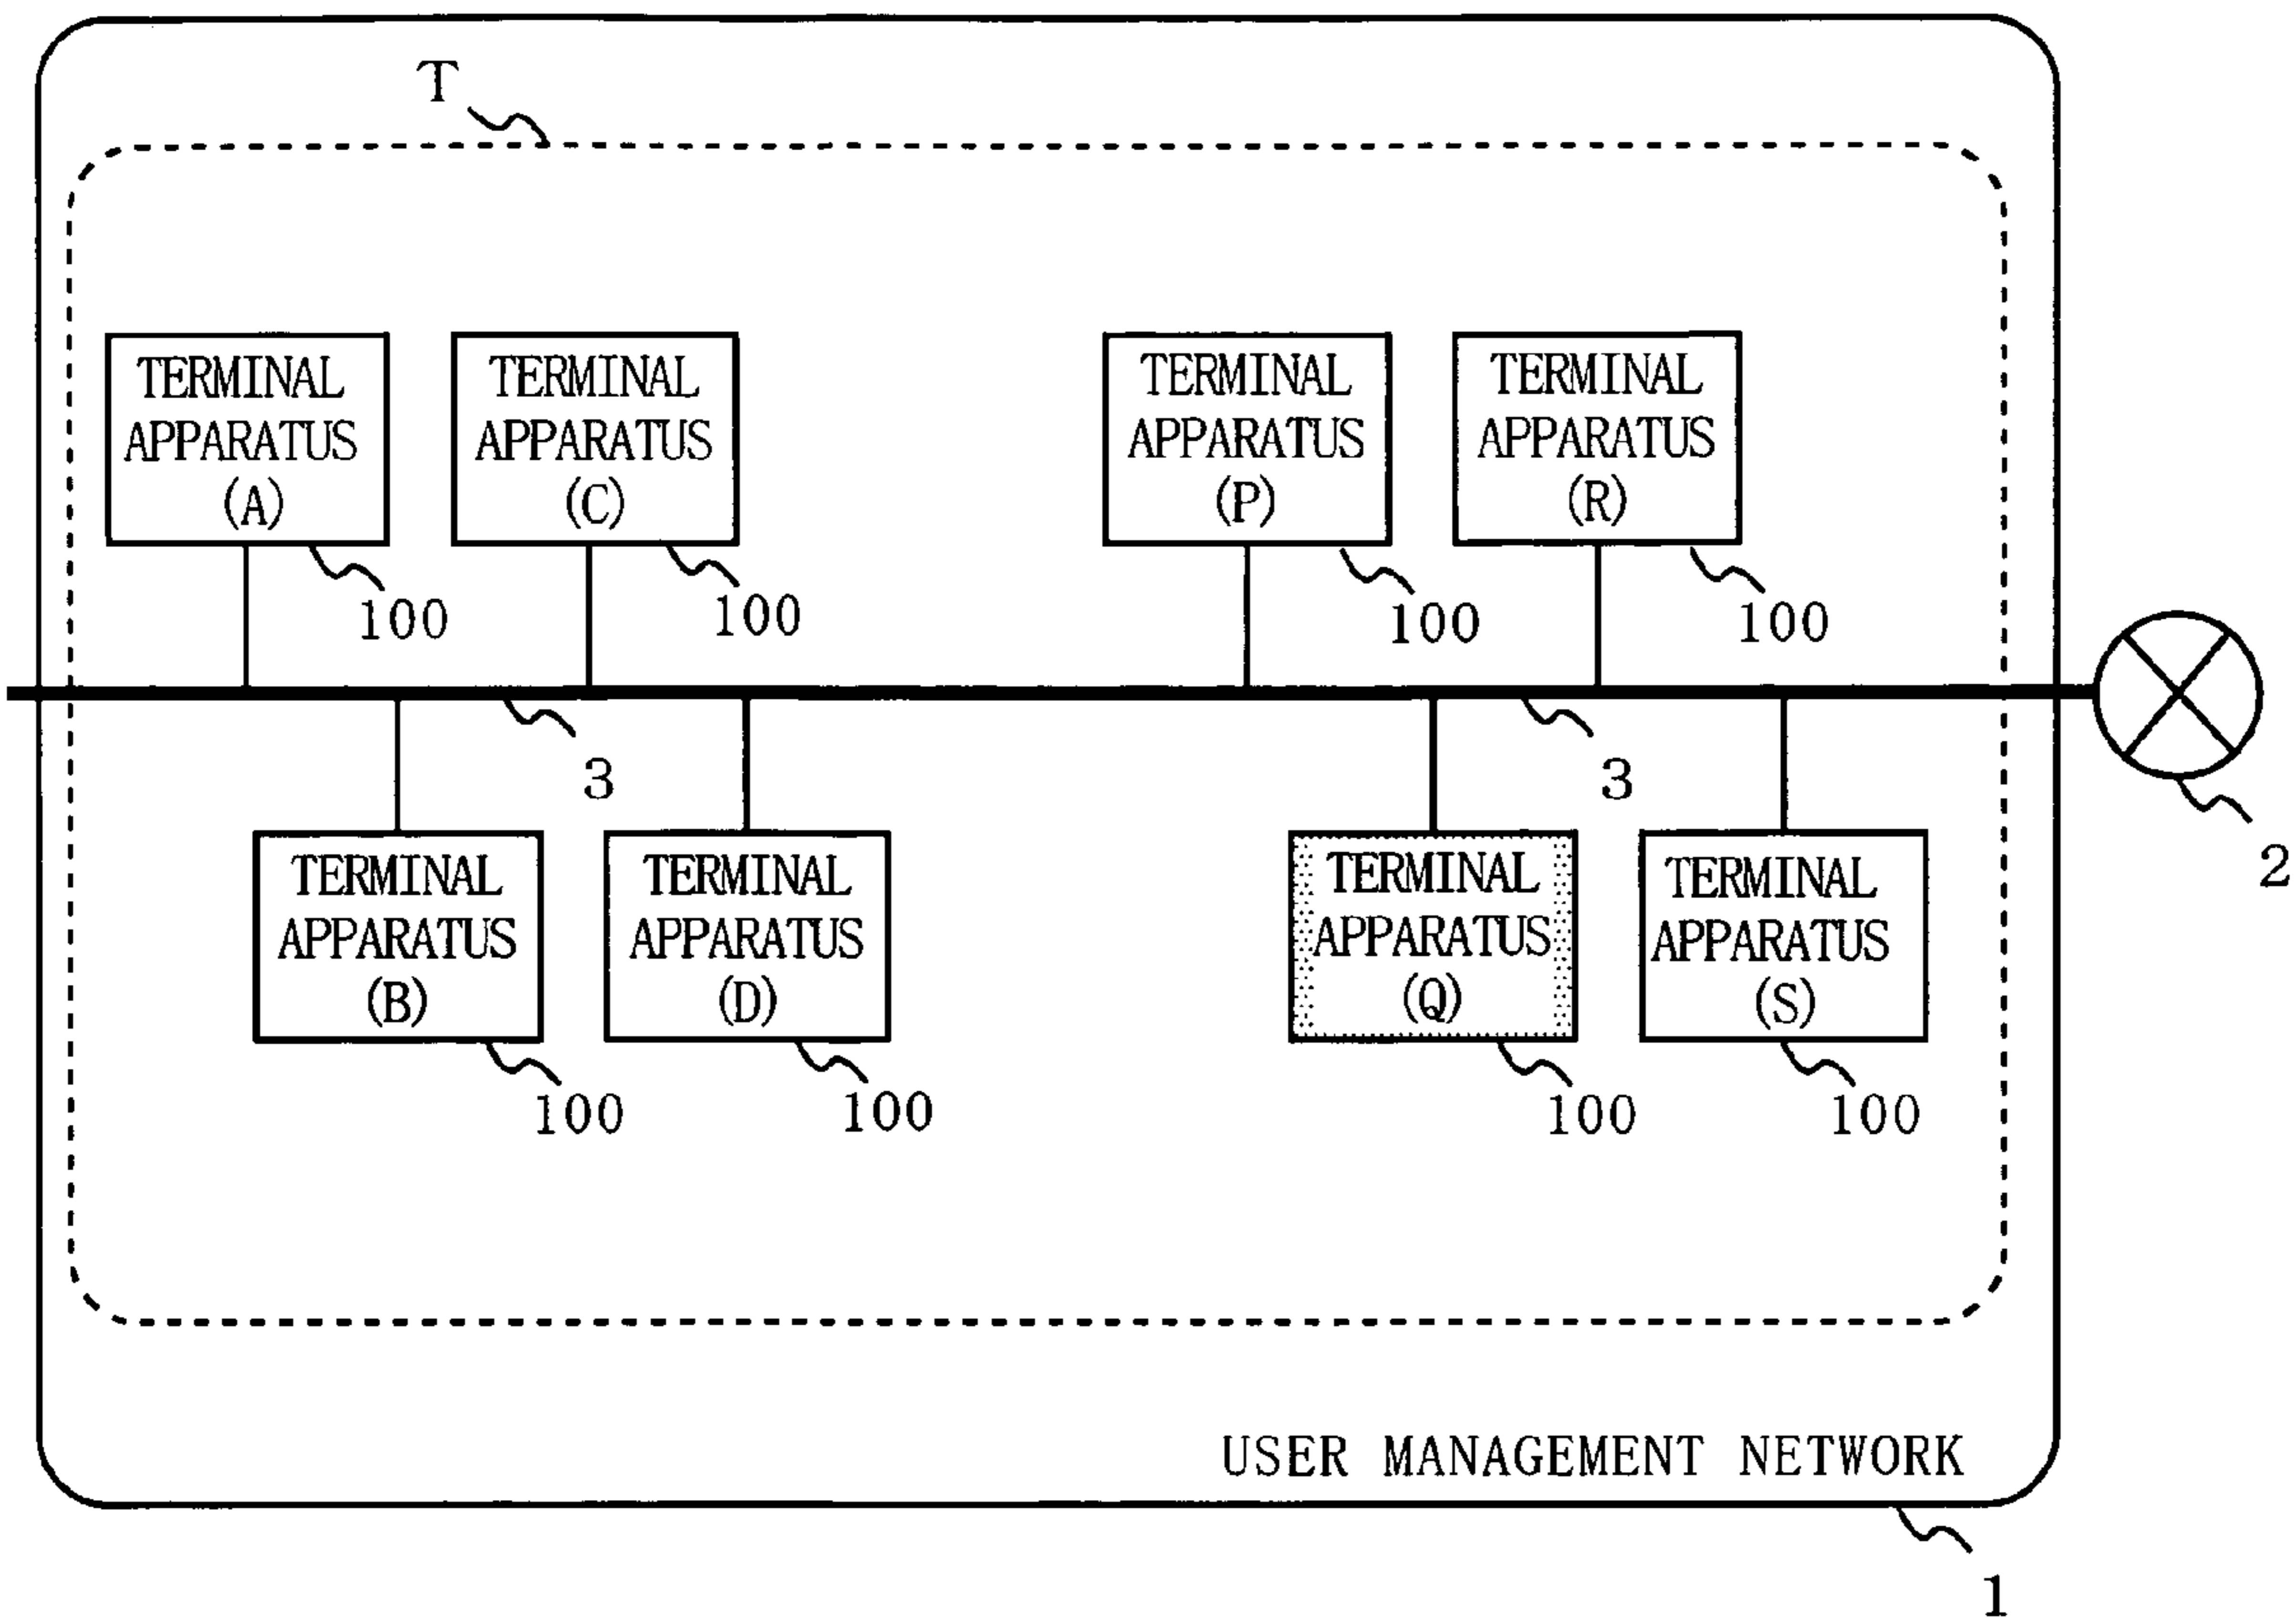 T
TERMINAL
APPARATUS
(A)
TERMINAL
APPARATUS
(C)
TERMINAL
APPARATUS
(P)
TERMINAL
APPARATUS
(R)
100
100
100
100
3
3
2
TERMINAL
APPARATUS
(B)
TERMINAL
APPARATUS
(D)
TERMINAL
APPARATUS
(Q)
TERMINAL
APPARATUS
(S)
100
100
100
100
USER MANAGEMENT NETWORK
1